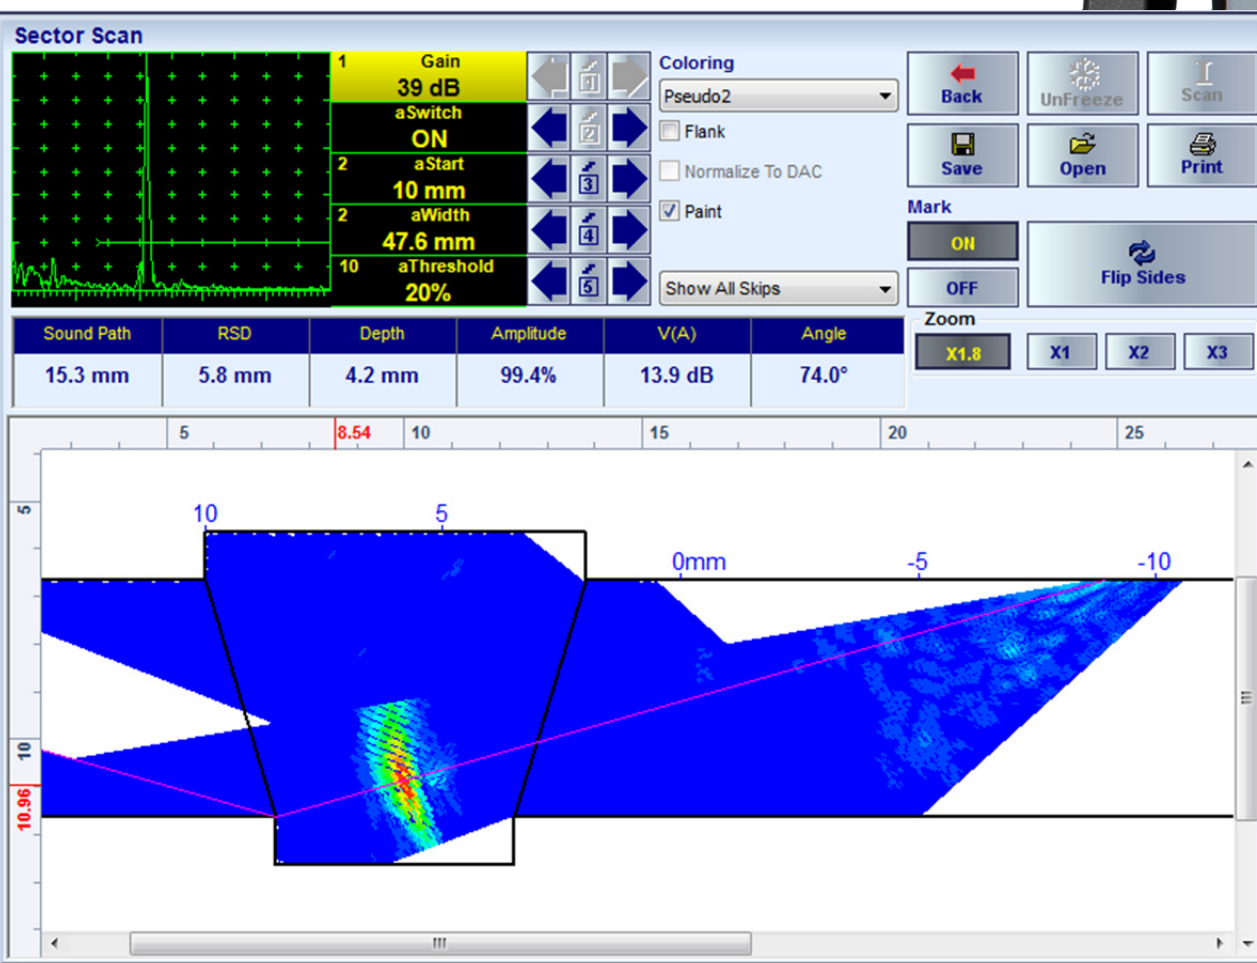 Sector Scan
1 Gain
39 dB
aSwitch
ON
2 aStart
10 mm
2 aWidth
47.6 mm
10 aThreshold
20%
1
2
3
4
5
Coloring
Pseudo2
Flank
Normalize To DAC
Paint
Show All Skips
Back
UnFreeze
Scan
Save
Open
Print
Mark
ON
OFF
Flip Sides
Zoom
X1.8
X1
X2
X3
Sound Path RSD Depth Amplitude V(A) Angle
15.3 mm 5.8 mm 4.2 mm 99.4% 13.9 dB 74.0°
5 8.54 10 15 20 25
5
10
10.96
10 5
0mm -5 -10